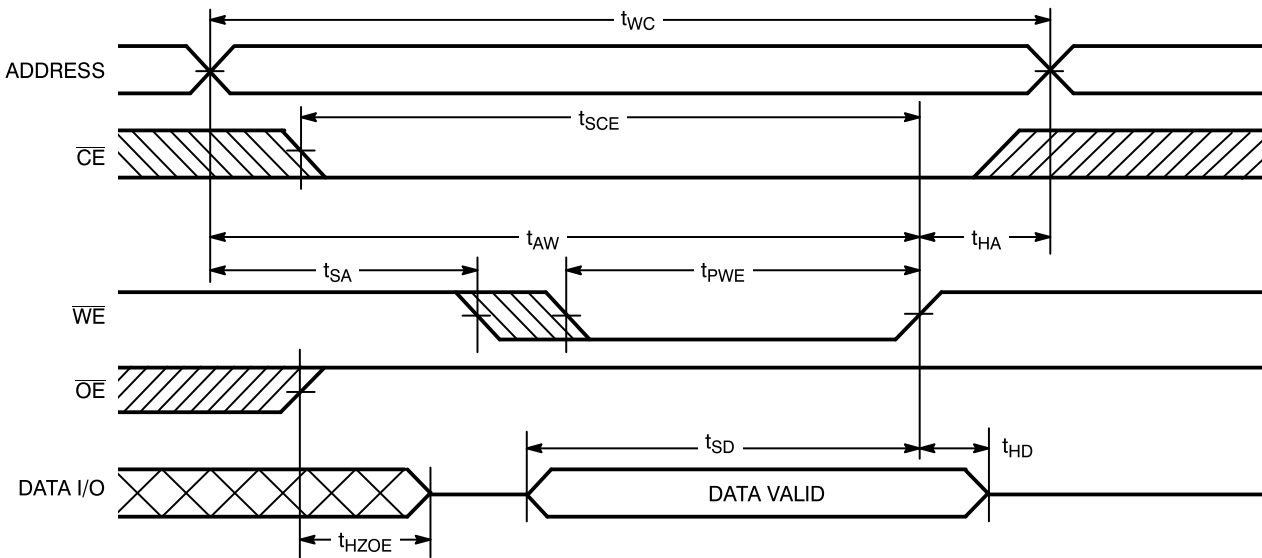 tWC
ADDRESS
tSCE
CE
tAW
tHA
tSA
tPWE
WE
OE
tSD
tHD
DATA I/O
DATA VALID
tHZOE